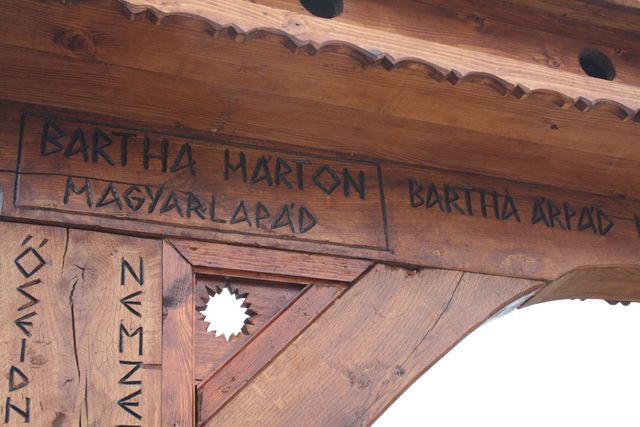 BARTHA MÁRTON
MAGYARLAPÁD
BARTHA ÁRPÁD
ŐSEIDN
NEMZE